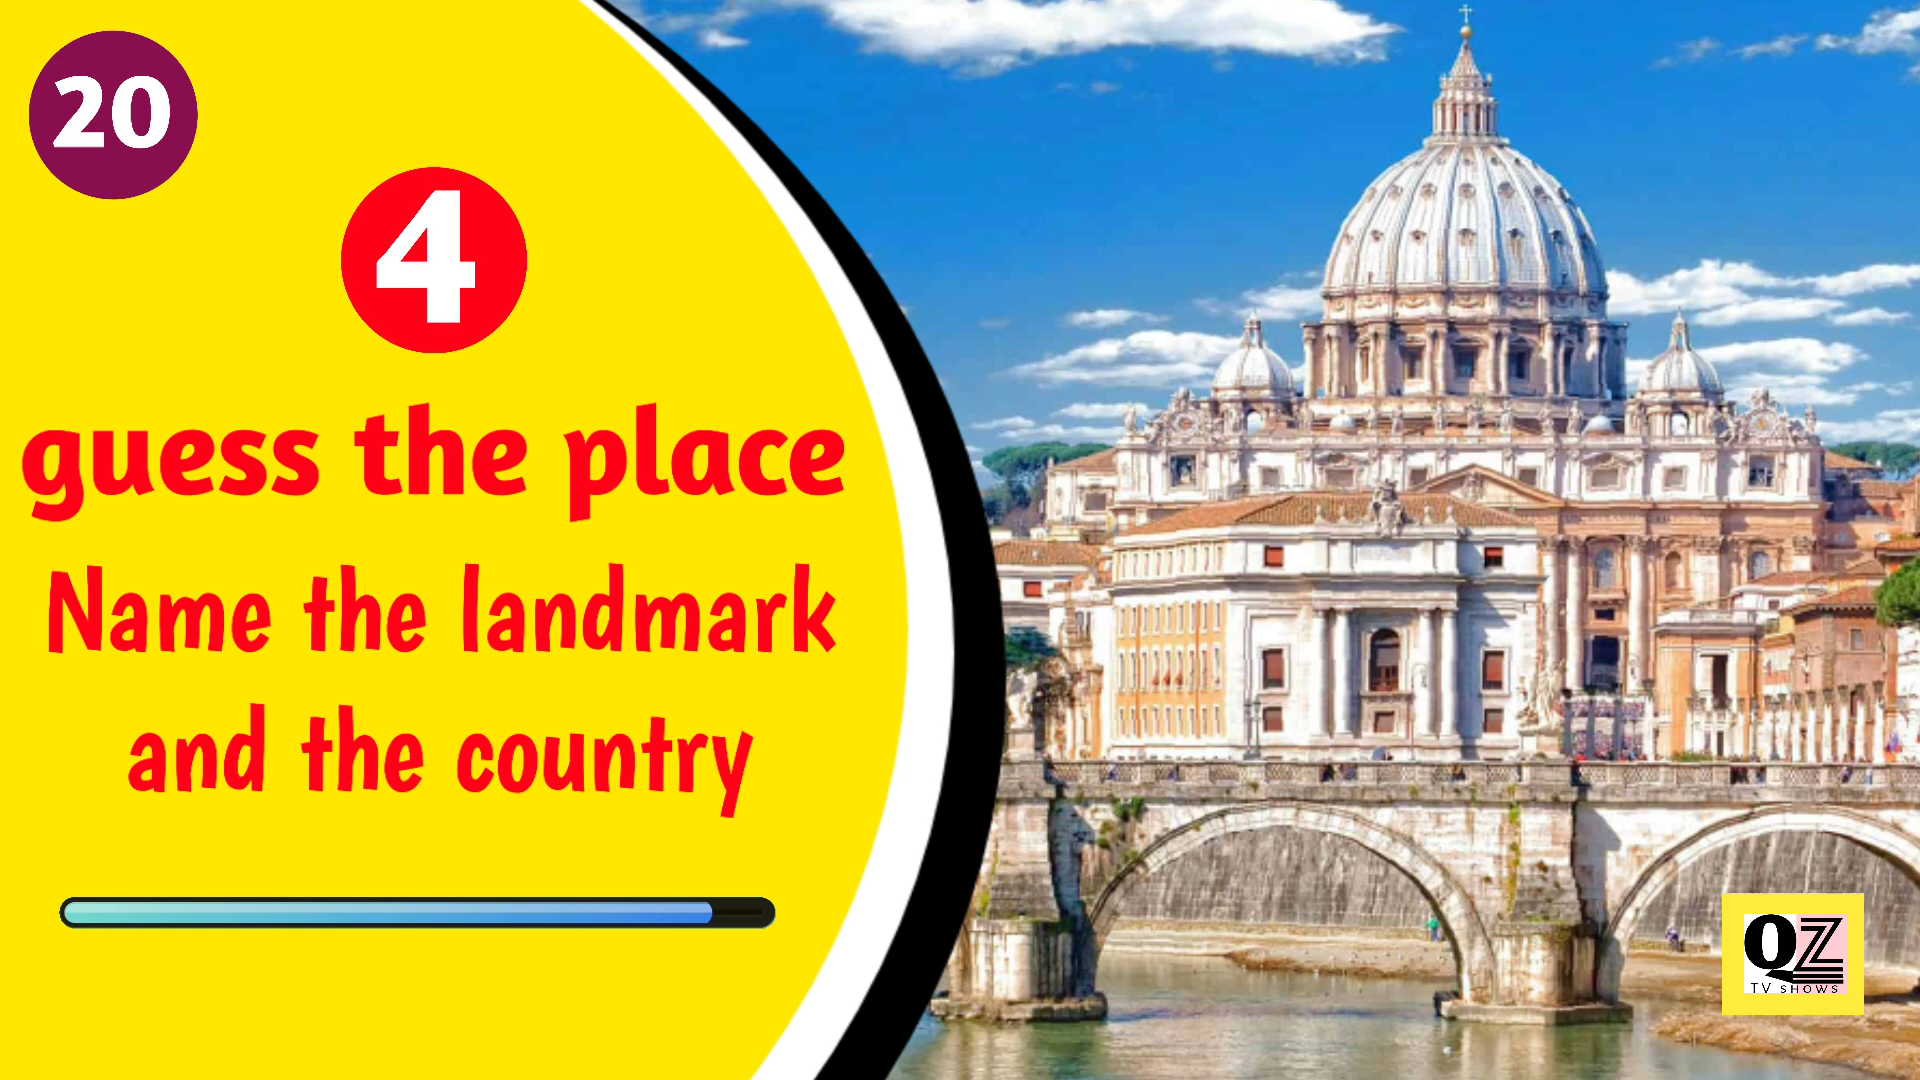 20
4
guess the place
Name the landmark
and the country
QZ
TV SHOWS